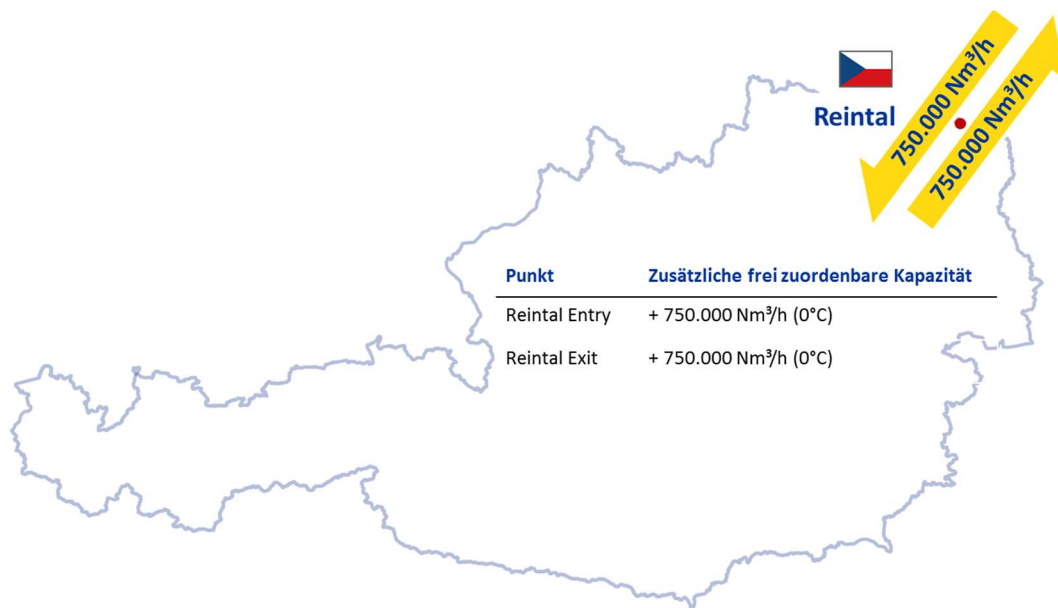 750.000 Nm³/h
750.000 Nm³/h
Reintal
Punkt Zusätzliche frei zuordenbare Kapazität
Reintal Entry + 750.000 Nm³/h (0°C)
Reintal Exit + 750.000 Nm³/h (0°C)